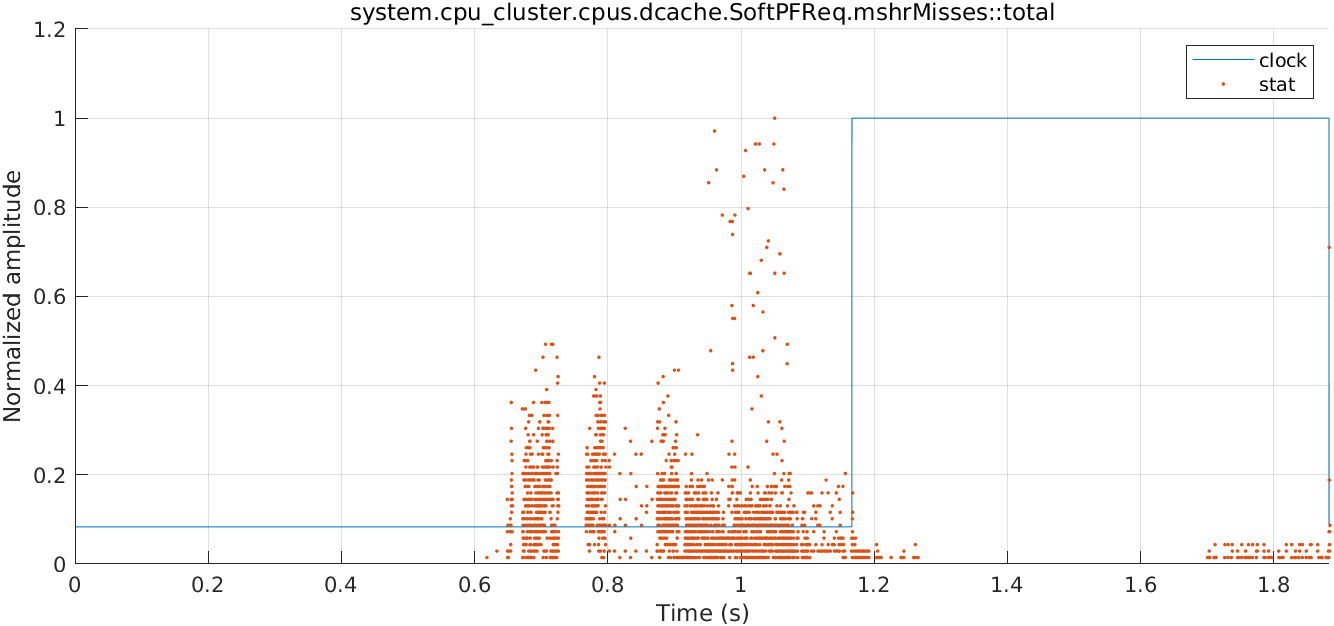 system.cpu_cluster.cpus.dcache.SoftPFReq.mshrMisses::total
1.2
1
0.8
0.6
0.4
0.2
0
Normalized amplitude
clock
stat
0 0.2 0.4 0.6 0.8 1 1.2 1.4 1.6 1.8
Time (s)